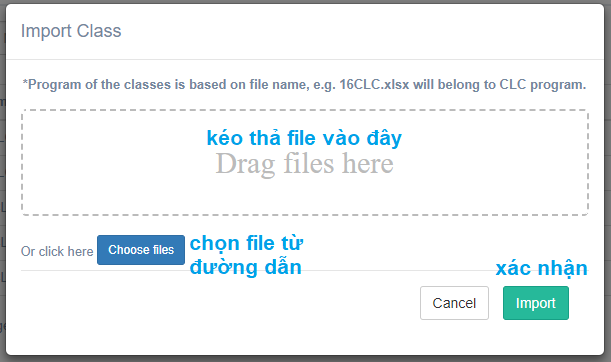 Import Class
*Program of the classes is based on file name, e.g. 16CLC.xlsx will belong to CLC program.
kéo thả file vào đây
Drag files here
Or click here Choose files chọn file từ
đường dẫn
xác nhận
Cancel Import